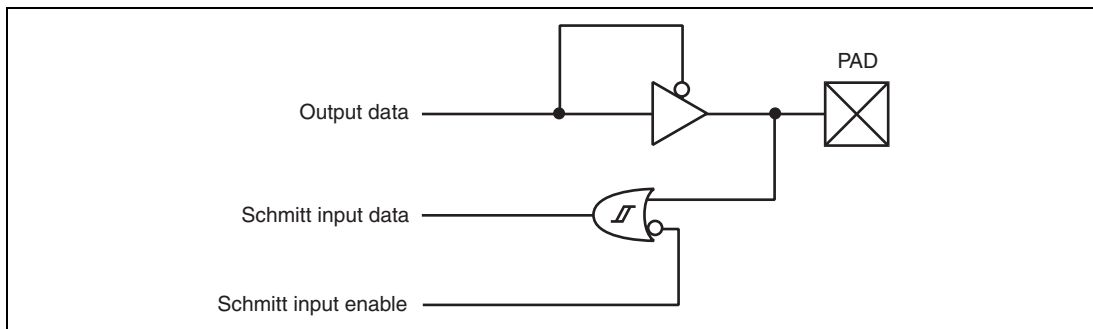 PAD
Output data
Schmitt input data
Schmitt input enable